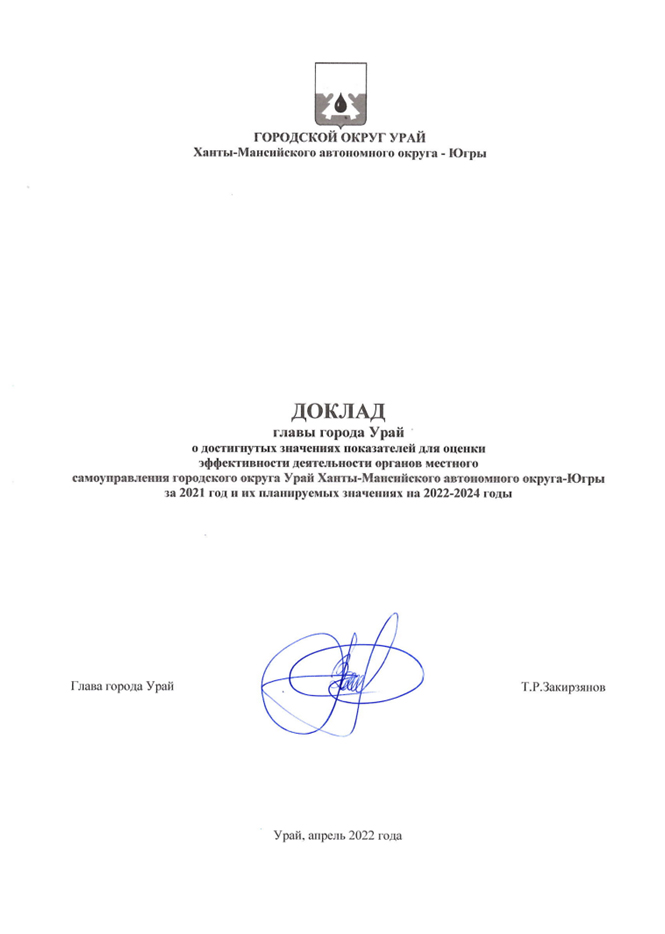 ГОРОДСКОЙ ОКРУГ УРАЙ
Ханты-Мансийского автономного округа - Югры
ДОКЛАД
главы города Урай
о достигнутых значениях показателей для оценки
эффективности деятельности органов местного
самоуправления городского округа Урай Ханты-Мансийского автономного округа-Югры
за 2021 год и их планируемых значениях на 2022-2024 годы
Глава города Урай
Т.Р.Закирзянов
Урай, апрель 2022 года